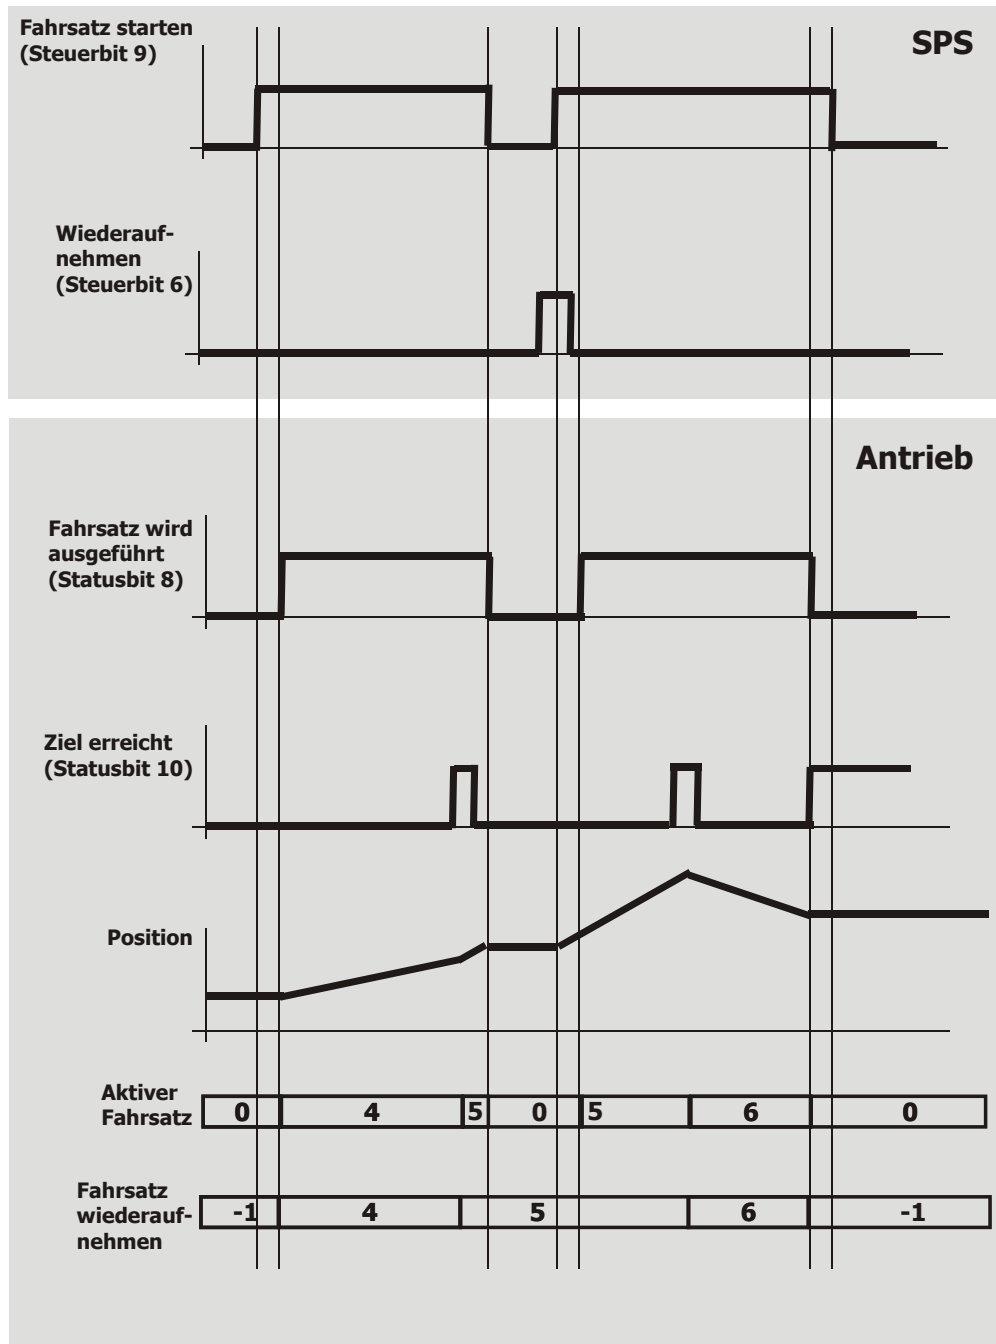 Fahrsatz starten
(Steuerbit 9)
SPS
Wiederauf-
nehmen
(Steuerbit 6)
Antrieb
Fahrsatz wird
ausgeführt
(Statusbit 8)
Ziel erreicht
(Statusbit 10)
Position
Aktiver
Fahrsatz
0 4 5 0 5 6 0
Fahrsatz
wiederauf-
nehmen
-1 4 5 6 -1